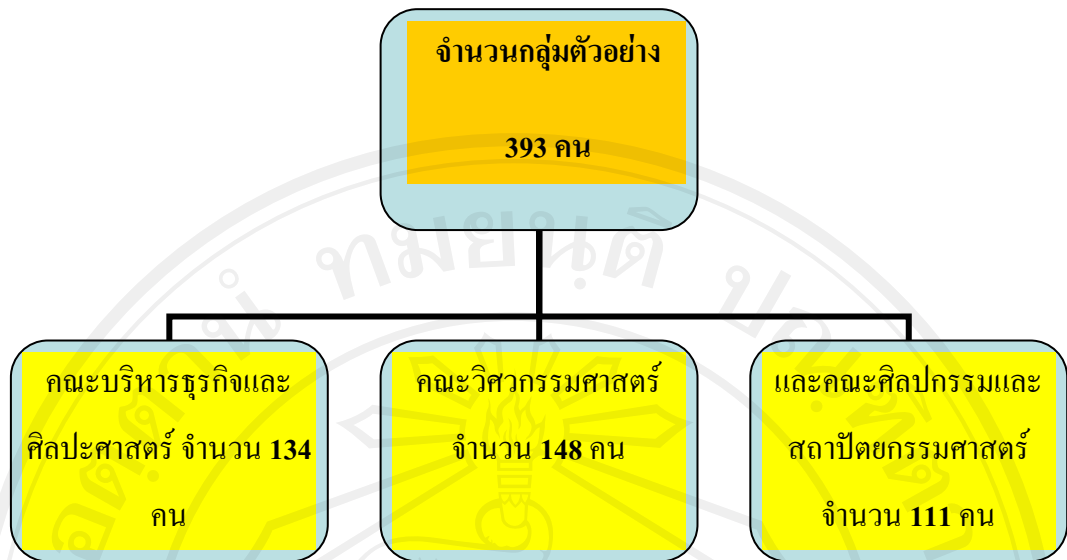 จำนวนกลุ่มตัวอย่าง
393 คน
คณะบริหารธุรกิจและ
ศิลปะศาสตร์ จำนวน 134
คน
คณะวิศวกรรมศาสตร์
จำนวน 148 คน
และคณะศิลปกรรมและ
สถาปัตยกรรมศาสตร์
จำนวน 111 คน